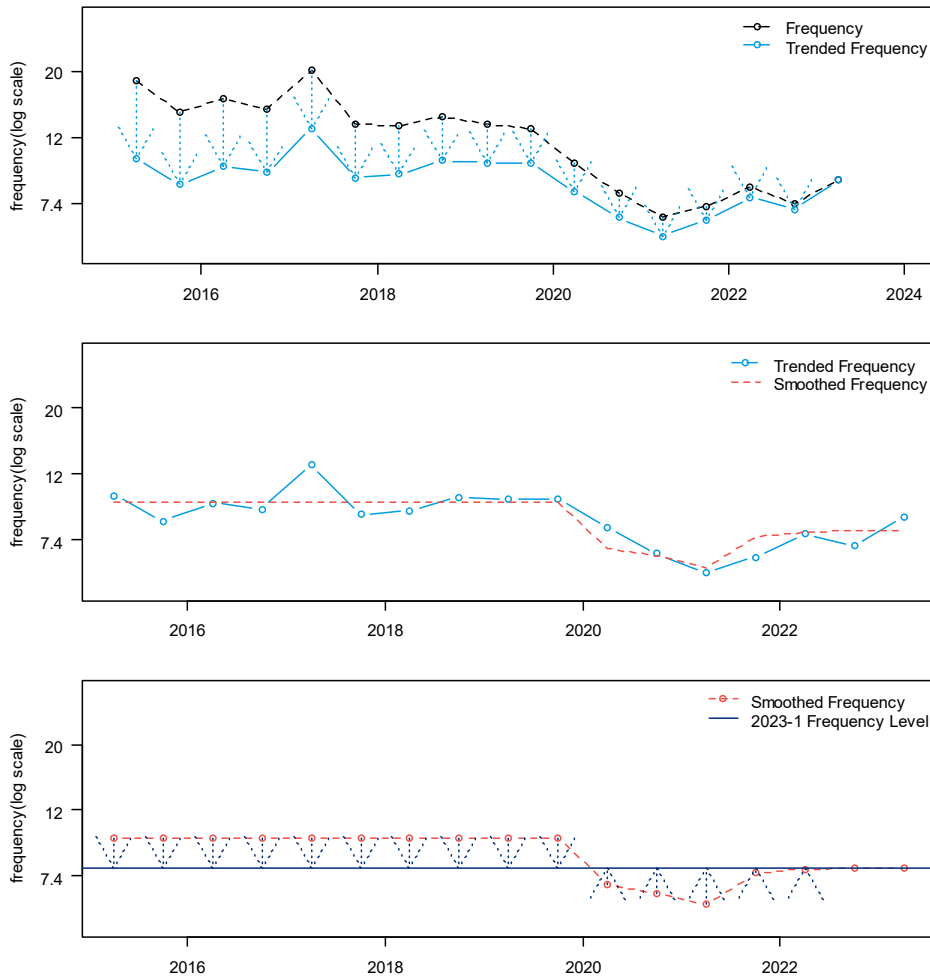 Frequency
Trended Frequency
frequency(log scale)
20
12
7.4
2016 2018 2020 2022 2024
Trended Frequency
Smoothed Frequency
frequency(log scale)
20
12
7.4
2016 2018 2020 2022
Smoothed Frequency
2023-1 Frequency Level
frequency(log scale)
20
12
7.4
2016 2018 2020 2022